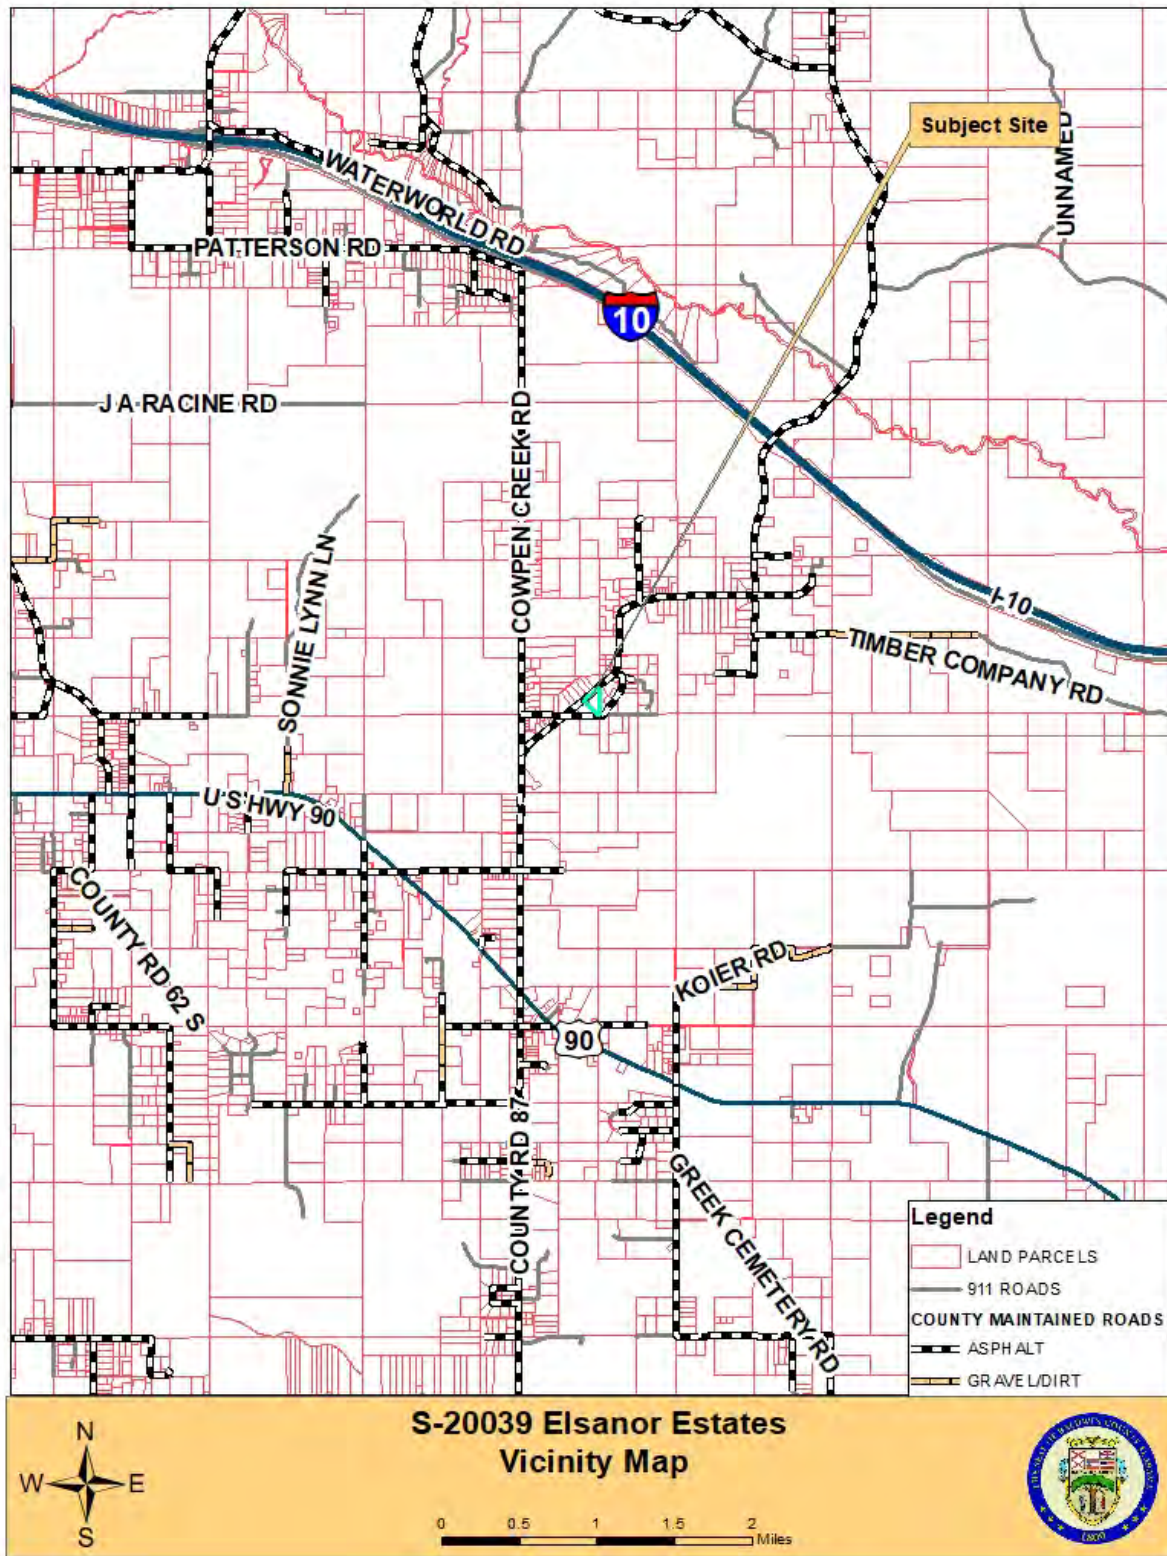 Subject Site
UNNAMED
WATERWORLD RD
PATTERSON RD
10
J A RACINE RD
COWPEN CREEK RD
SONNIE LYNN LN
I-10
TIMBER COMPANY RD
U S HWY 90
COUNTY RD 62 S
KOIER RD
90
COUNTY RD 87
GREEK CEMETERY RD
Legend
LAND PARCELS
911 ROADS
COUNTY MAINTAINED ROADS
ASPHALT
GRAVEL/DIRT
N
W E
S
S-20039 Elsanor Estates
Vicinity Map
0 0.5 1 1.5 2
Miles
1809